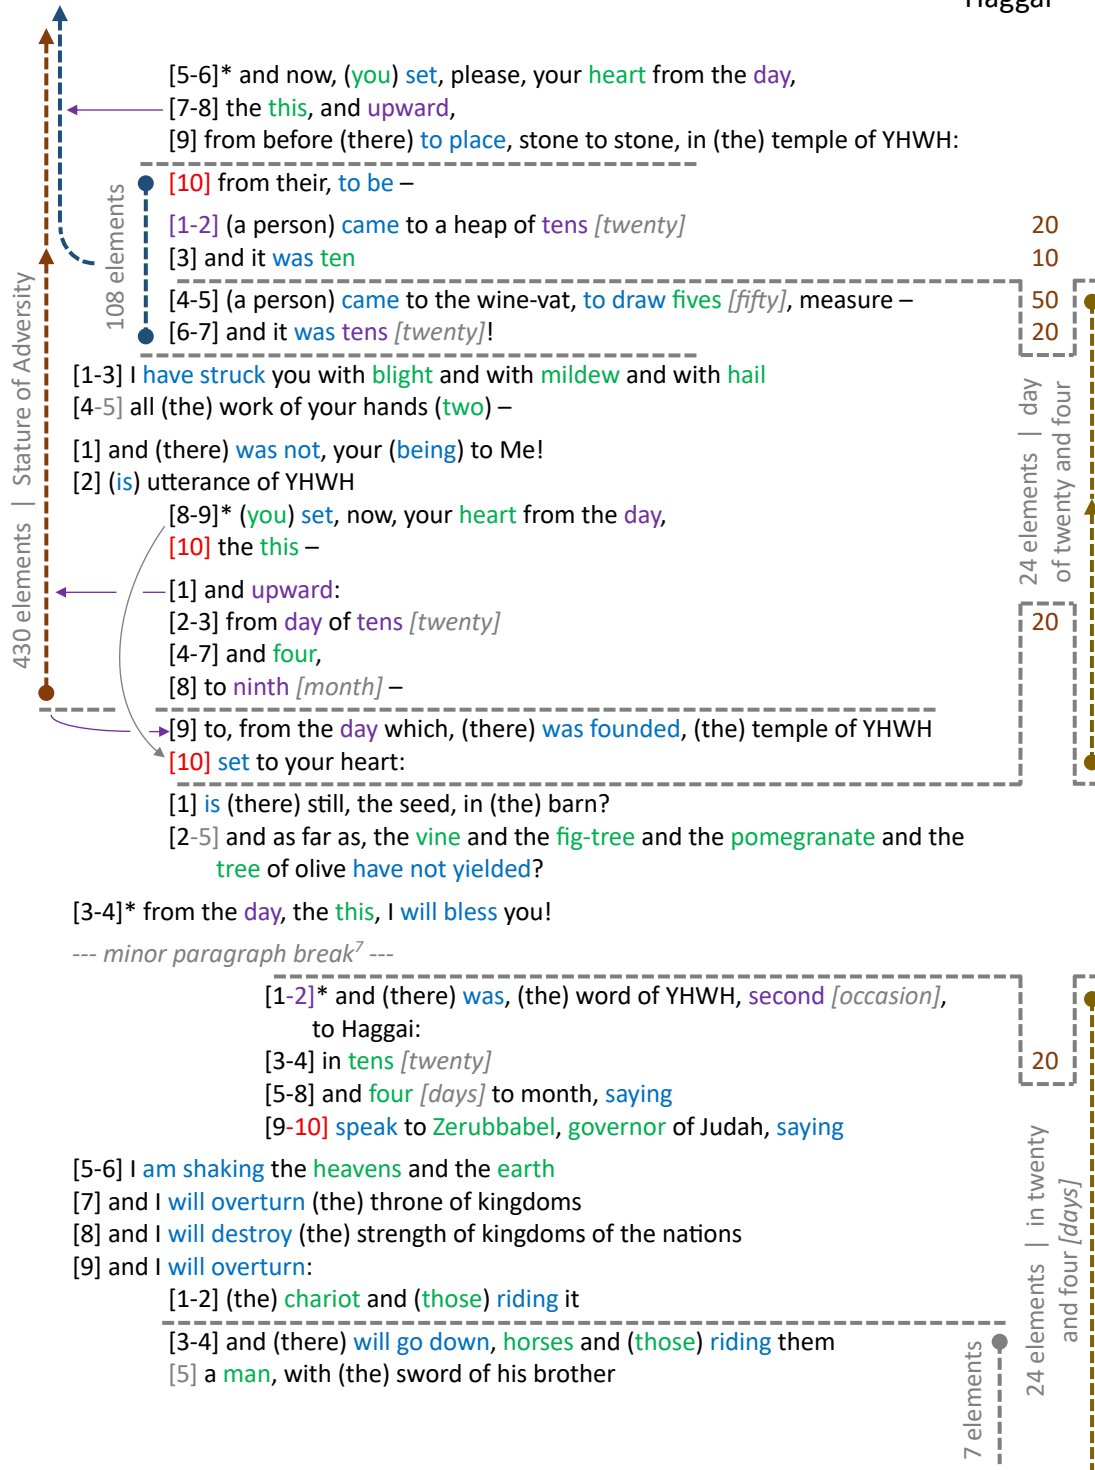 Haggai
[5-6]* and now, (you) set, please, your heart from the day,
[7-8] the this, and upward,
[9] from before (there) to place, stone to stone, in (the) temple of YHWH:
[10] from their, to be –
[1-2] (a person) came to a heap of tens [twenty] 20
[3] and it was ten 10
[4-5] (a person) came to the wine-vat, to draw fives [fifty], measure – 50
[6-7] and it was tens [twenty]! 20
108 elements
[1-3] I have struck you with blight and with mildew and with hail
[4-5] all (the) work of your hands (two) –
[1] and (there) was not, your (being) to Me!
[2] (is) utterance of YHWH
[8-9]* (you) set, now, your heart from the day,
[10] the this –
[1] and upward:
[2-3] from day of tens [twenty] 20
[4-7] and four,
[8] to ninth [month] –
430 elements | Stature of Adversity
24 elements | day
of twenty and four
[9] to, from the day which, (there) was founded, (the) temple of YHWH
[10] set to your heart:
[1] is (there) still, the seed, in (the) barn?
[2-5] and as far as, the vine and the fig-tree and the pomegranate and the
tree of olive have not yielded?
[3-4]* from the day, the this, I will bless you!
--- minor paragraph break7 ---
[1-2]* and (there) was, (the) word of YHWH, second [occasion],
to Haggai:
[3-4] in tens [twenty] 20
[5-8] and four [days] to month, saying
[9-10] speak to Zerubbabel, governor of Judah, saying
[5-6] I am shaking the heavens and the earth
[7] and I will overturn (the) throne of kingdoms
[8] and I will destroy (the) strength of kingdoms of the nations
[9] and I will overturn:
[1-2] (the) chariot and (those) riding it
[3-4] and (there) will go down, horses and (those) riding them
[5] a man, with (the) sword of his brother
7 elements
24 elements | in twenty
and four [days]